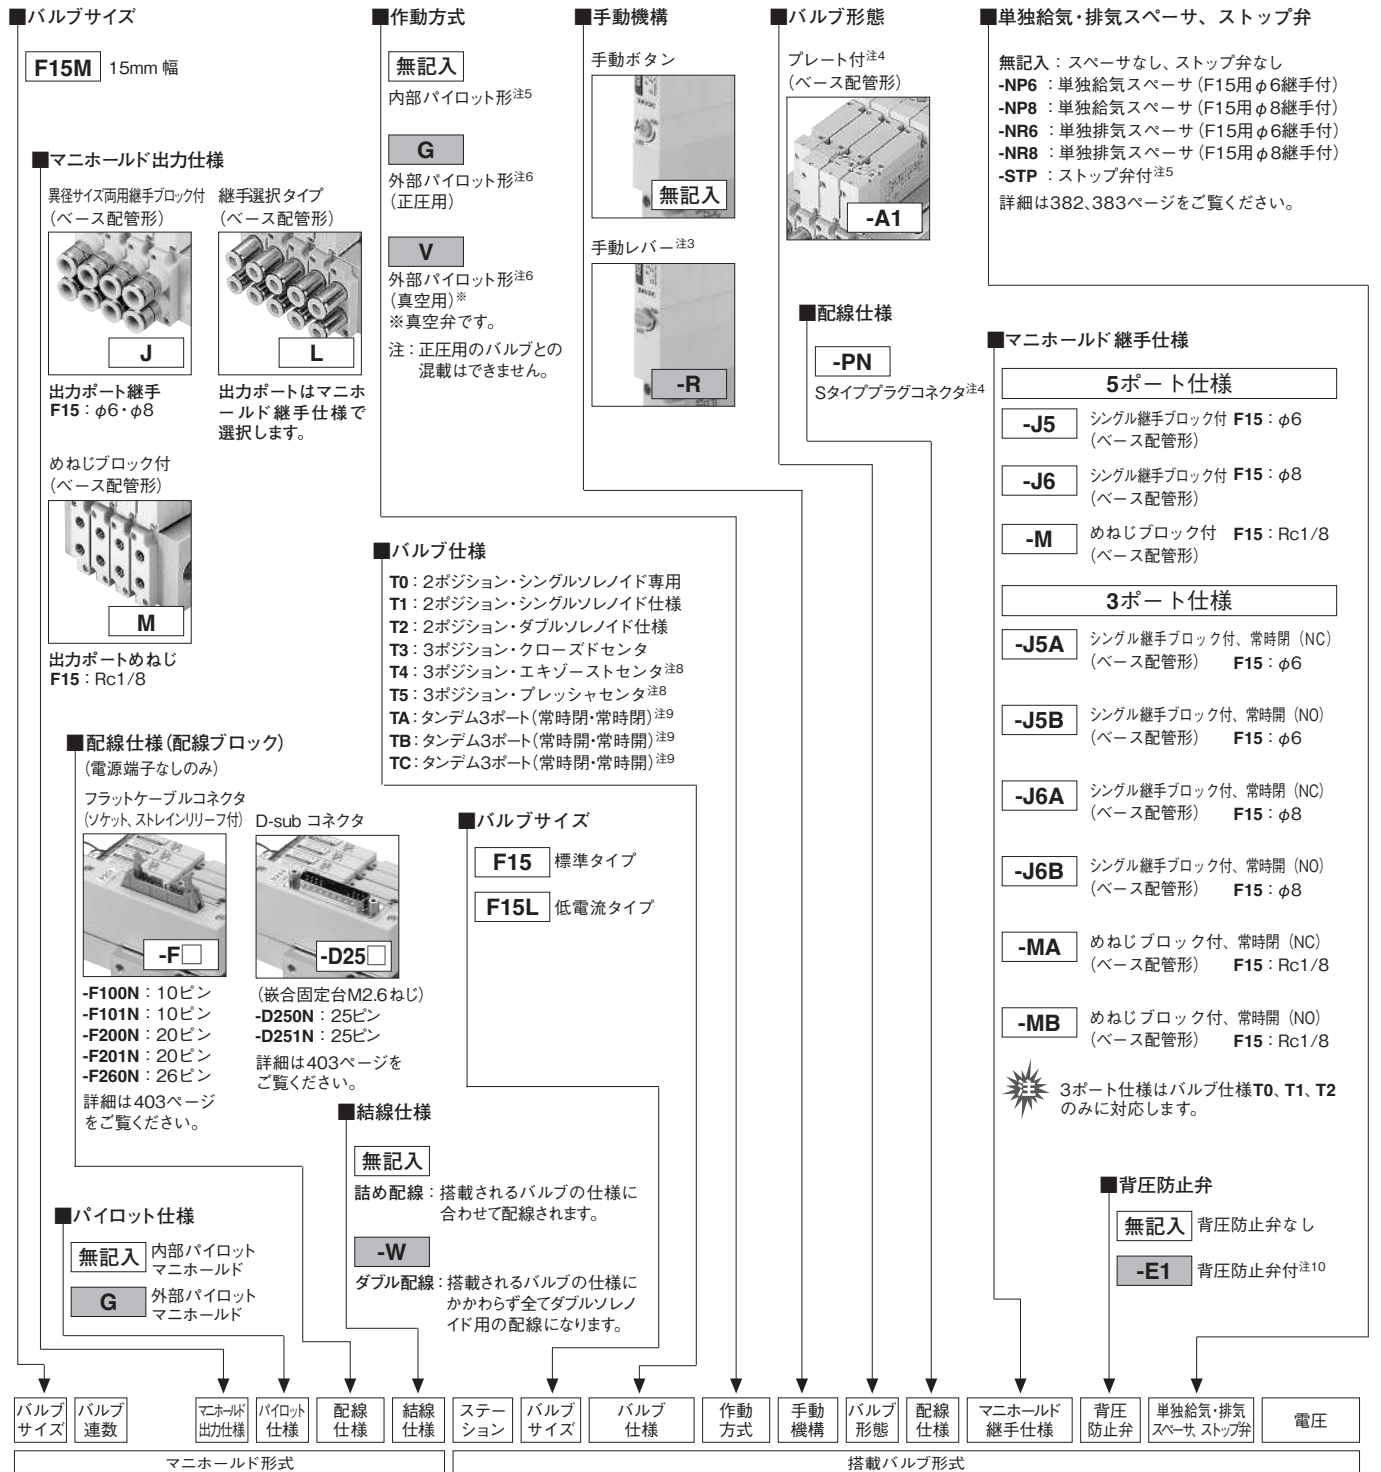 ■バルブサイズ
F15M 15mm 幅
■マニホールド出力仕様
異径サイズ両用継手ブロック付
(ベース配管形)
J
出力ポート継手
F15：φ6・φ8
継手選択タイプ
(ベース配管形)
L
出力ポートはマニホ
ールド継手仕様で
選択します。
めねじブロック付
(ベース配管形)
M
出力ポートめねじ
F15：Rc1/8
■配線仕様(配線ブロック)
(電源端子なしのみ)
フラットケーブルコネクタ
(ソケット、ストレインリリーフ付)
-F□
-F100N：10ピン
-F101N：10ピン
-F200N：20ピン
-F201N：20ピン
-F260N：26ピン
詳細は403ページ
をご覧ください。
D-sub コネクタ
-D25□
(嵌合固定台M2.6ねじ)
-D250N：25ピン
-D251N：25ピン
詳細は403ページを
ご覧ください。
■パイロット仕様
無記入 内部パイロット
マニホールド
G 外部パイロット
マニホールド
■結線仕様
無記入
詰め配線：搭載されるバルブの仕様に
合わせて配線されます。
-W
ダブル配線：搭載されるバルブの仕様に
かかわらず全てダブルソレノ
イド用の配線になります。
■作動方式
無記入
内部パイロット形注5
G
外部パイロット形注6
(正圧用)
V
外部パイロット形注6
(真空用)※
※真空弁です。
注：正圧用のバルブとの
混載はできません。
■バルブ仕様
T0：2ポジション・シングルソレノイド専用
T1：2ポジション・シングルソレノイド仕様
T2：2ポジション・ダブルソレノイド仕様
T3：3ポジション・クローズドセンタ
T4：3ポジション・エキゾーストセンタ注8
T5：3ポジション・プレッシャセンタ注8
TA：タンデム3ポート(常時閉・常時閉)注9
TB：タンデム3ポート(常時開・常時開)注9
TC：タンデム3ポート(常時閉・常時開)注9
■バルブサイズ
F15 標準タイプ
F15L 低電流タイプ
■手動機構
手動ボタン
無記入
手動レバー注3
-R
■バルブ形態
プレート付注4
(ベース配管形)
-A1
■配線仕様
-PN
Sタイププラグコネクタ注4
■単独給気・排気スペーサ、ストップ弁
無記入：スペーサなし、ストップ弁なし
-NP6：単独給気スペーサ(F15用φ6継手付)
-NP8：単独給気スペーサ(F15用φ8継手付)
-NR6：単独排気スペーサ(F15用φ6継手付)
-NR8：単独排気スペーサ(F15用φ8継手付)
-STP：ストップ弁付注5
詳細は382、383ページをご覧ください。
■マニホールド継手仕様
5ポート仕様
-J5 シングル継手ブロック付 F15：φ6
(ベース配管形)
-J6 シングル継手ブロック付 F15：φ8
(ベース配管形)
-M めねじブロック付 F15：Rc1/8
(ベース配管形)
3ポート仕様
-J5A シングル継手ブロック付、常時閉(NC)
(ベース配管形) F15：φ6
-J5B シングル継手ブロック付、常時開(NO)
(ベース配管形) F15：φ6
-J6A シングル継手ブロック付、常時閉(NC)
(ベース配管形) F15：φ8
-J6B シングル継手ブロック付、常時開(NO)
(ベース配管形) F15：φ8
-MA めねじブロック付、常時閉(NC)
(ベース配管形) F15：Rc1/8
-MB めねじブロック付、常時開(NO)
(ベース配管形) F15：Rc1/8
注 3ポート仕様はバルブ仕様T0、T1、T2
のみに対応します。
■背圧防止弁
無記入 背圧防止弁なし
-E1 背圧防止弁付注10
バルブサイズ バルブ連数 マニホールド出力仕様 パイロット仕様 配線仕様 結線仕様 ステーション バルブサイズ バルブ仕様 作動方式 手動機構 バルブ形態 配線仕様 マニホールド継手仕様 背圧防止弁 単独給気・排気スペーサ、ストップ弁 電圧
マニホールド形式 搭載バルブ形式